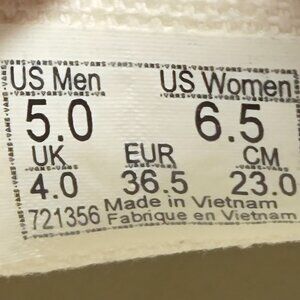 US Men US Women
5.0 6.5
UK EUR CM
4.0 36.5 23.0
721356 Made in Vietnam
Fabrique en Vietnam